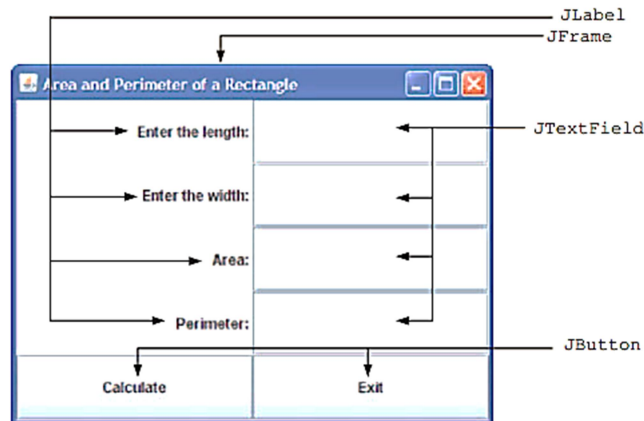 JLabel
JFrame
Area and Perimeter of a Rectangle
Enter the length:
JTextField
Enter the width:
Area:
Perimeter:
JButton
Calculate
Exit